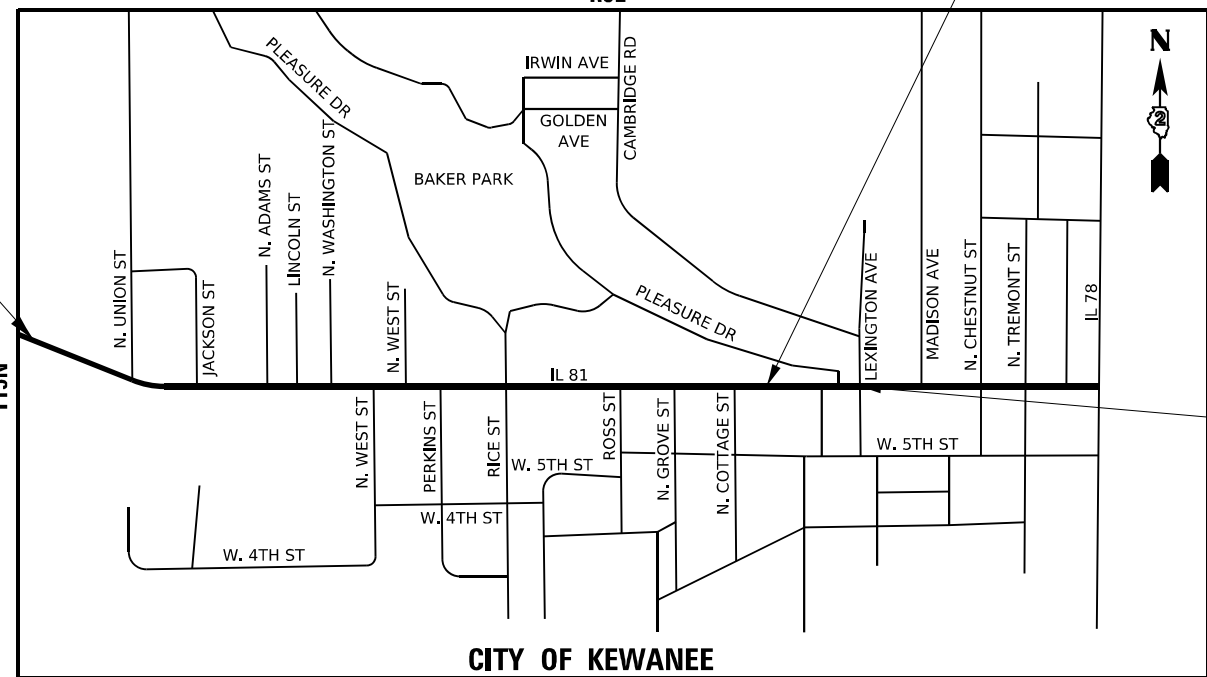 PLEASURE DR
IRWIN AVE
CAMBRIDGE RD
N
2
GOLDEN
AVE
BAKER PARK
N. ADAMS ST
LINCOLN ST
N. WASHINGTON ST
N. UNION ST
JACKSON ST
N. WEST ST
PLEASURE DR
LEXINGTON AVE
MADISON AVE
N. CHESTNUT ST
N. TREMONT ST
IL 78
IL 81
N. WEST ST
PERKINS ST
RICE ST
ROSS ST
N. GROVE ST
N. COTTAGE ST
W. 5TH ST
W. 5TH ST
W. 4TH ST
W. 4TH ST
CITY OF KEWANEE